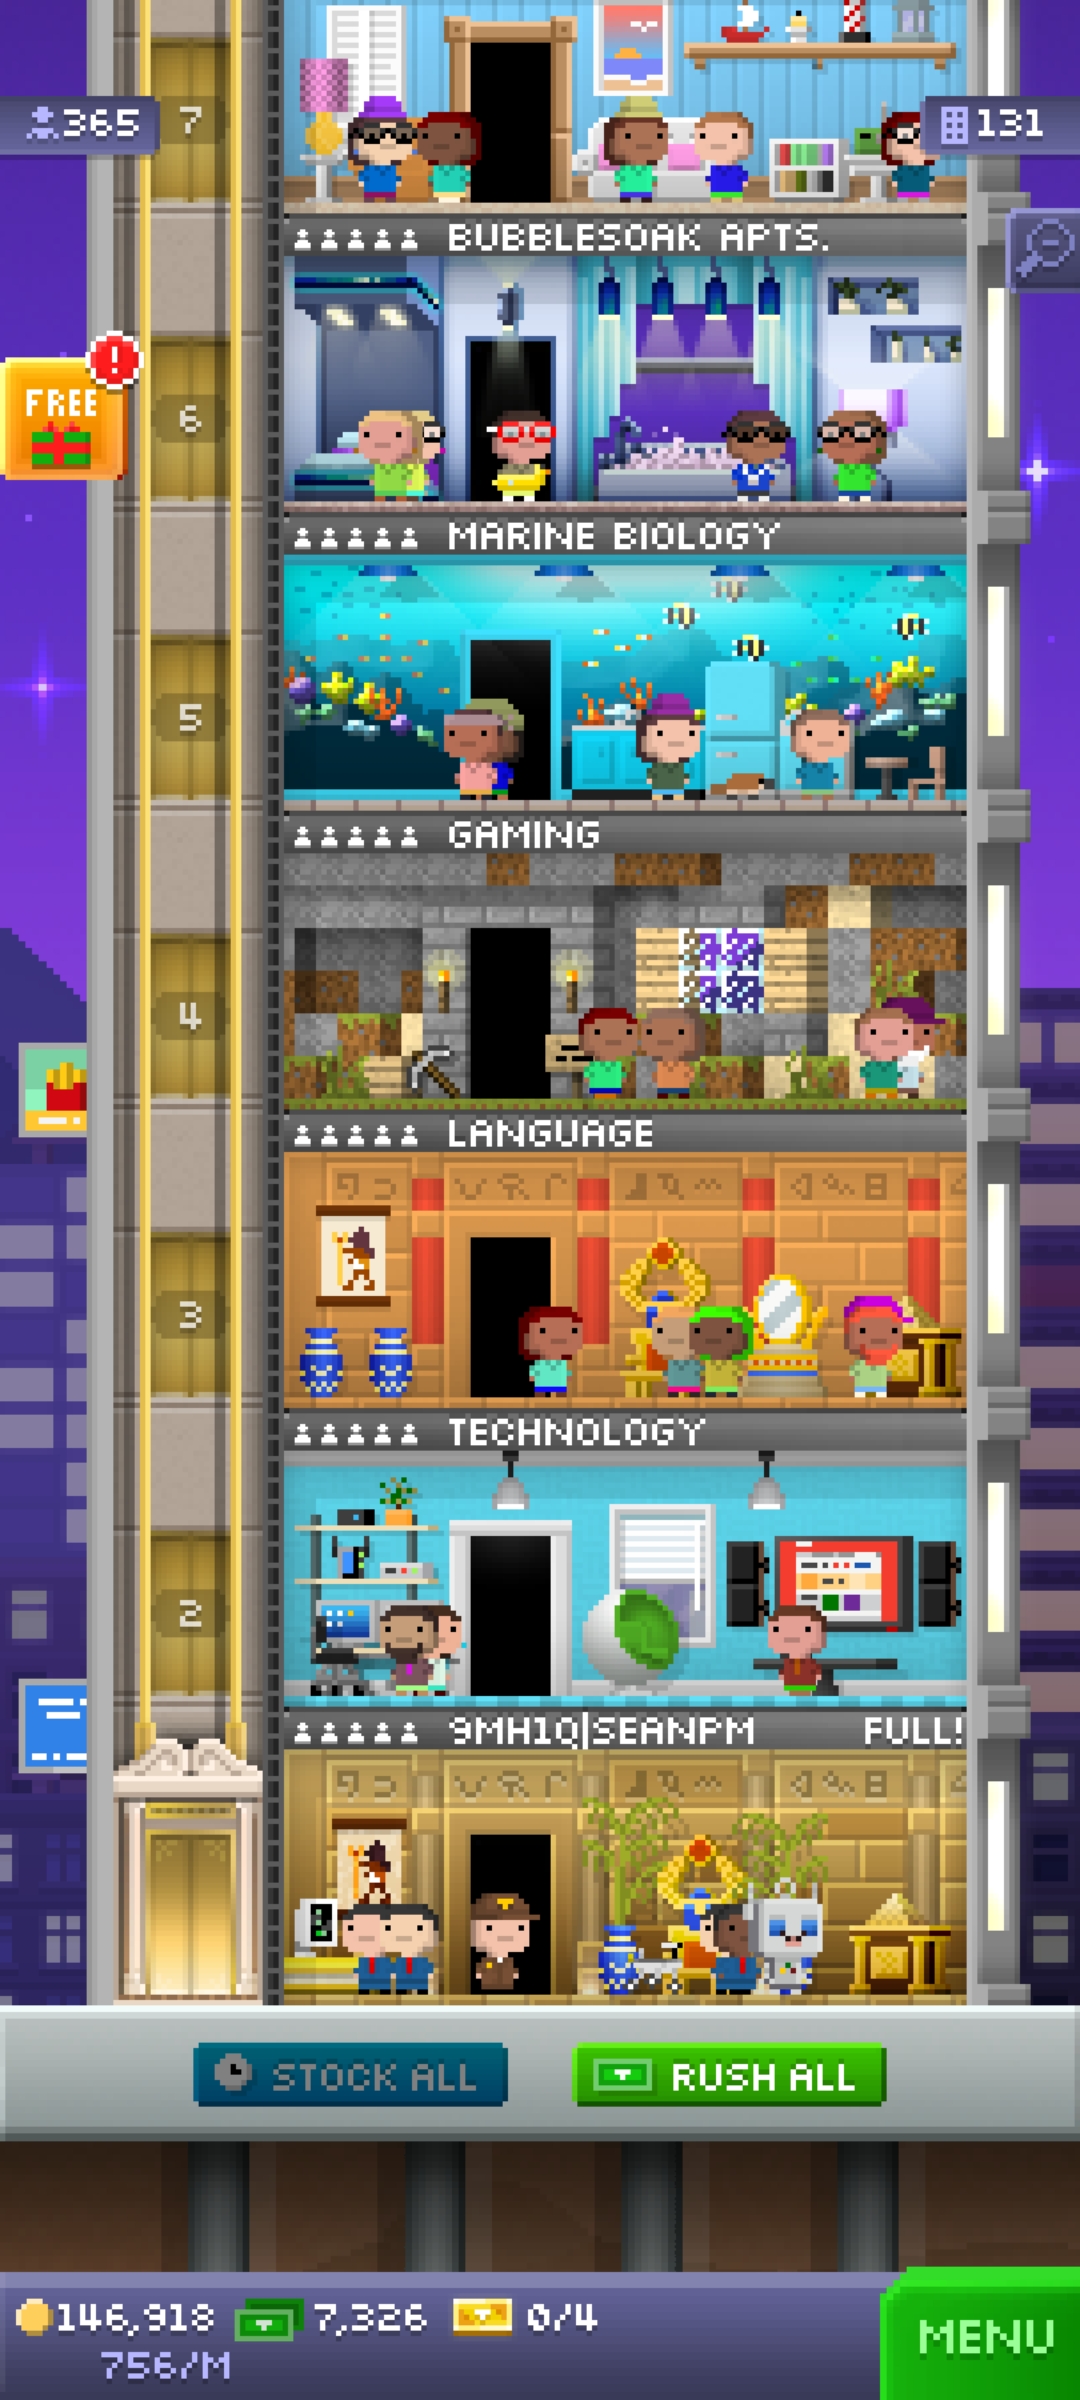 7
365
131
BUBBLESOAK APTS.
FREE
!
6
MARINE BIOLOGY
5
GAMING
4
LANGUAGE
3
TECHNOLOGY
2
9MH1Q|SEANPM FULL!
STOCK ALL
RUSH ALL
146,918
7,326
0/4
756/M
MENU